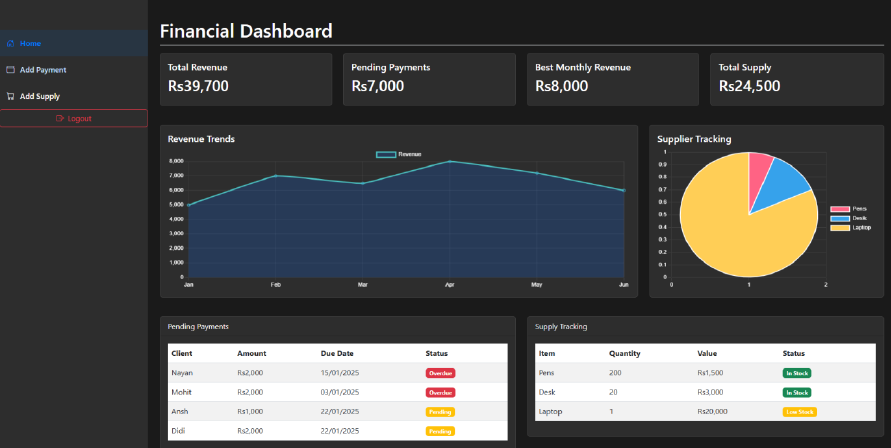 Home
Add Payment
Add Supply
Logout
Financial Dashboard
Total Revenue
Rs39,700
Pending Payments
Rs7,000
Best Monthly Revenue
Rs8,000
Total Supply
Rs24,500
Revenue Trends
Revenue
8,000
7,000
6,000
5,000
4,000
3,000
2,000
1,000
0
Jan Feb Mar Apr May Jun
Supplier Tracking
1
0.9
0.8
0.7
0.6
0.5
0.4
0.3
0.2
0.1
0
0 1 2
Pens
Desk
Laptop
Pending Payments
Client Amount Due Date Status
Nayan Rs2,000 15/01/2025 Overdue
Mohit Rs2,000 03/01/2025 Overdue
Ansh Rs1,000 22/01/2025 Pending
Didi Rs2,000 22/01/2025 Pending
Supply Tracking
Item Quantity Value Status
Pens 200 Rs1,500 In Stock
Desk 20 Rs3,000 In Stock
Laptop 1 Rs20,000 Low Stock